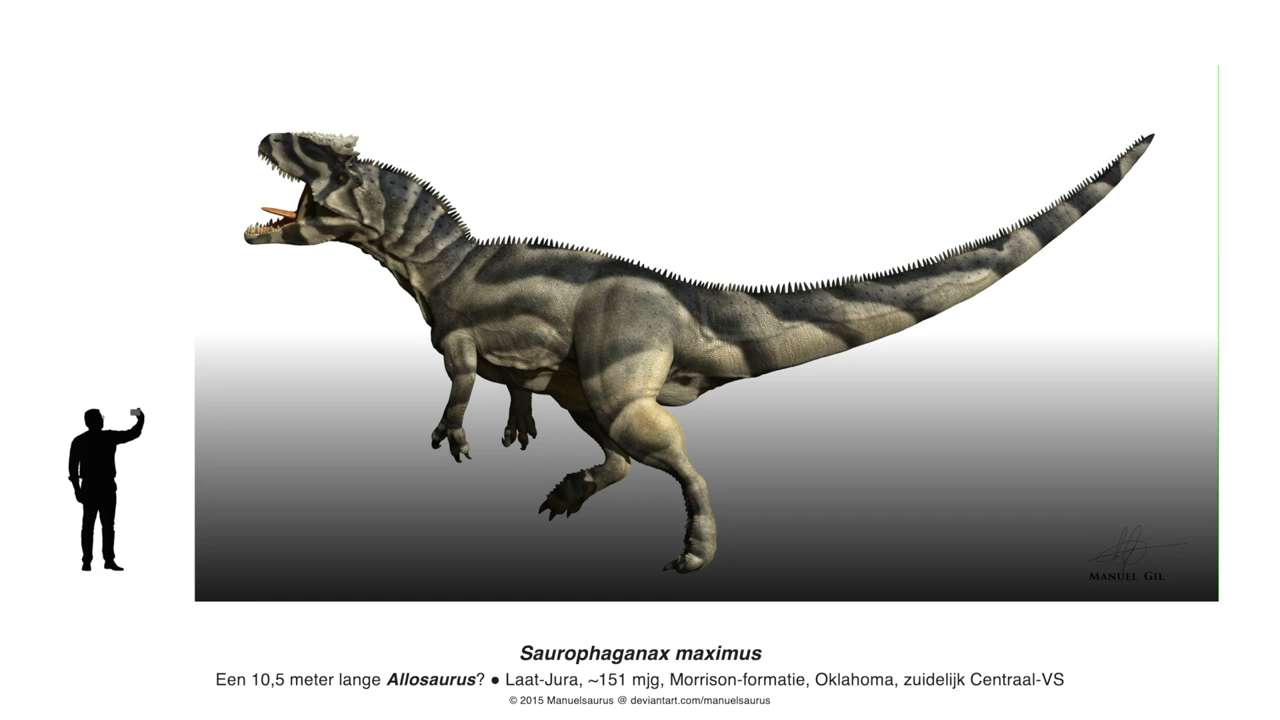 MANUEL GIL
Saurophaganax maximus
Een 10,5 meter lange Allosaurus? ● Laat-Jura, ~151 mjg, Morrison-formatie, Oklahoma, zuidelijk Centraal-VS
© 2015 Manuelsaurus @ deviantart.com/manuelsaurus